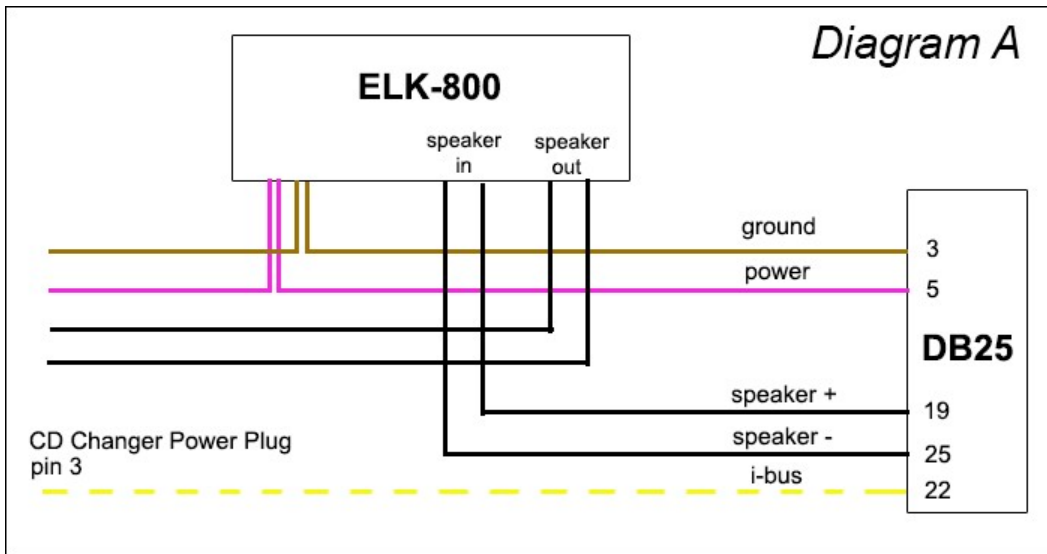 Diagram A
ELK-800
speaker
in
speaker
out
ground
3
power
5
DB25
speaker +
19
CD Changer Power Plug
pin 3
speaker -
25
i-bus
22